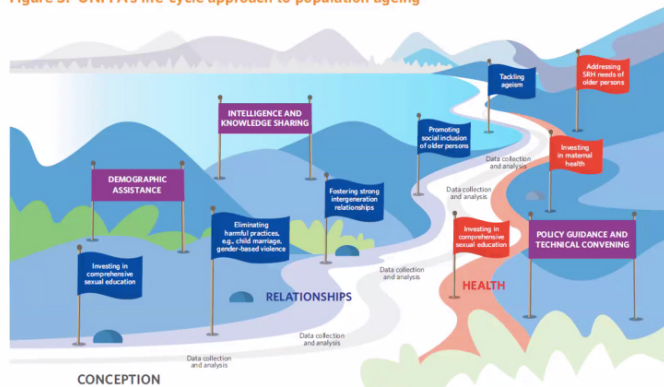 Figure 3: UNFPA's life-cycle approach to population ageing
Addressing
SRH needs of
older persons
Tackling
ageism
INTELLIGENCE AND
KNOWLEDGE SHARING
Promoting
social inclusion
of older persons
Investing
in maternal
health
Data collection
and analysis
DEMOGRAPHIC
ASSISTANCE
Fostering strong
intergeneration
relationships
Data collection
and analysis
Eliminating
harmful practices,
e.g., child marriage,
gender-based violence
Investing in
comprehensive
sexual education
POLICY GUIDANCE AND
TECHNICAL CONVENING
Investing in
comprehensive
sexual education
Data collection
and analysis
HEALTH
RELATIONSHIPS
Data collection
and analysis
Data collection
and analysis
CONCEPTION